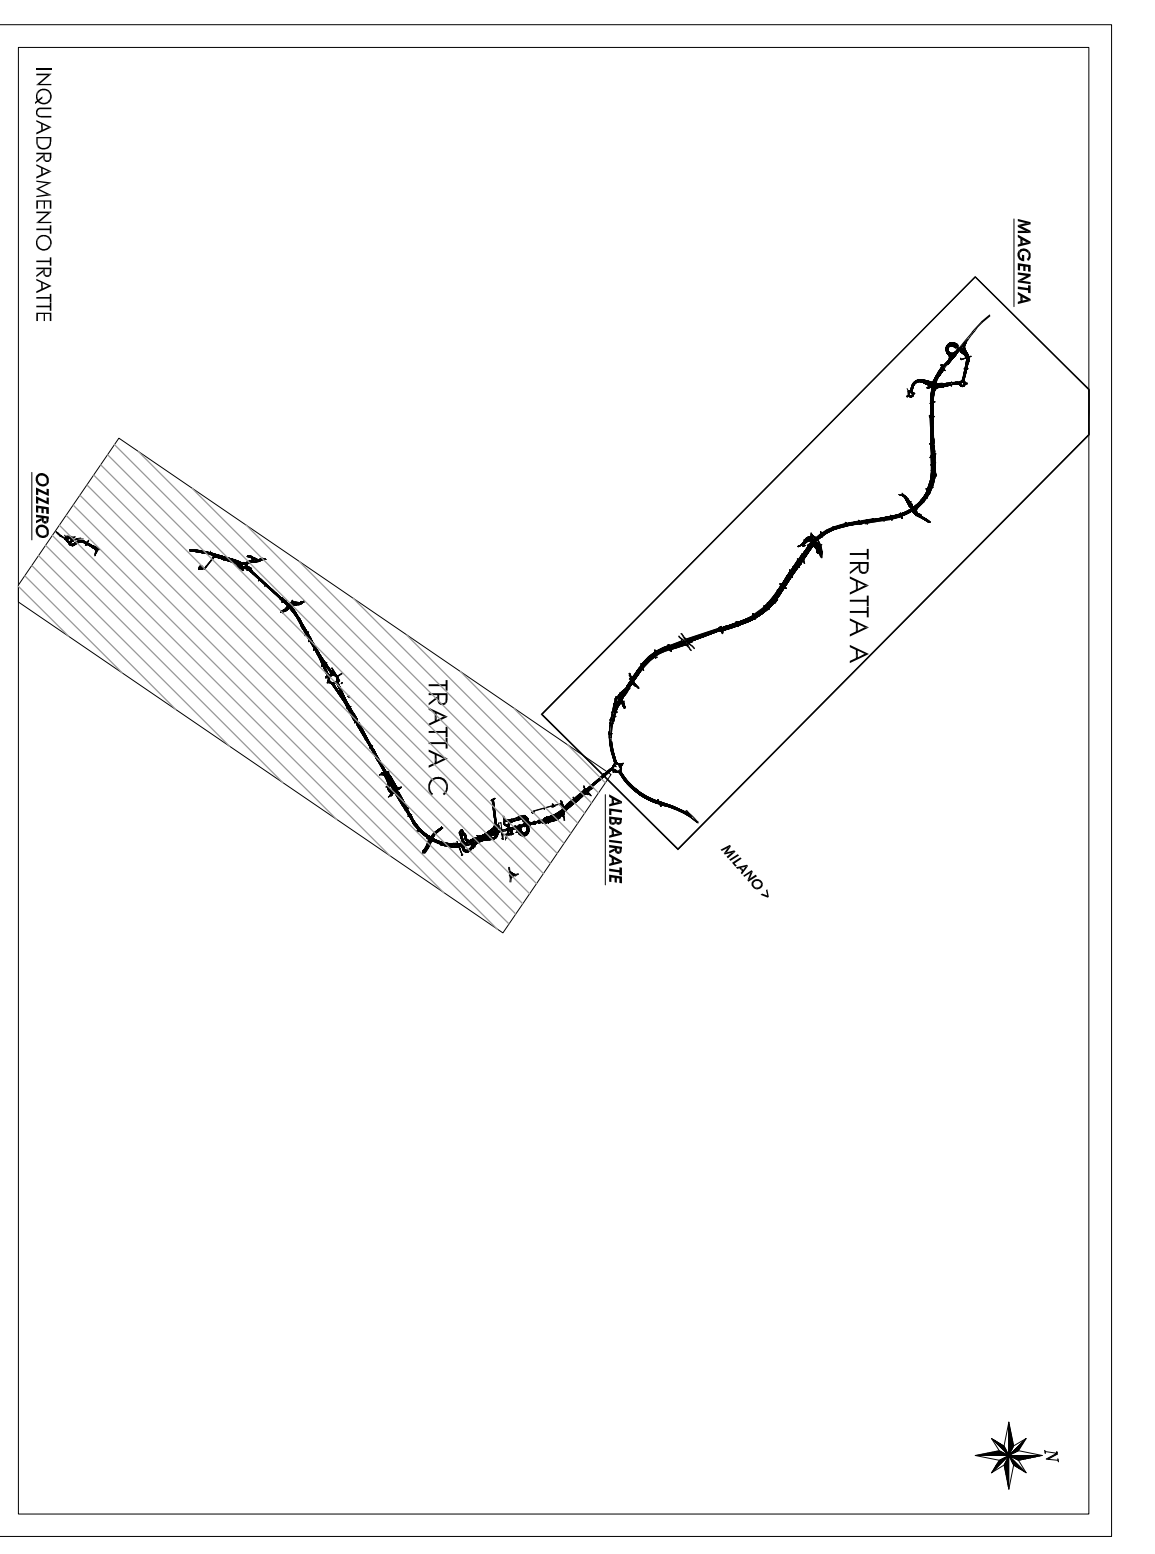 N
MAGENTA
TRATTA A
MILANO >
ALBAIRATE
TRATTA C
OZZERO
INQUADRAMENTO TRATTE